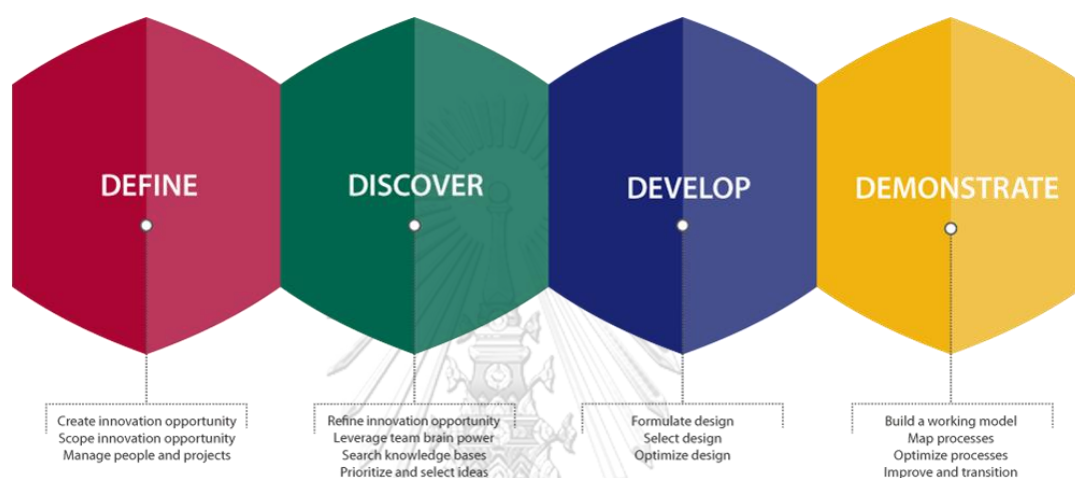 DEFINE
Create innovation opportunity
Scope innovation opportunity
Manage people and projects
DISCOVER
Refine innovation opportunity
Leverage team brain power
Search knowledge bases
Prioritize and select ideas
DEVELOP
Formulate design
Select design
Optimize design
DEMONSTRATE
Build a working model
Map processes
Optimize processes
Improve and transition